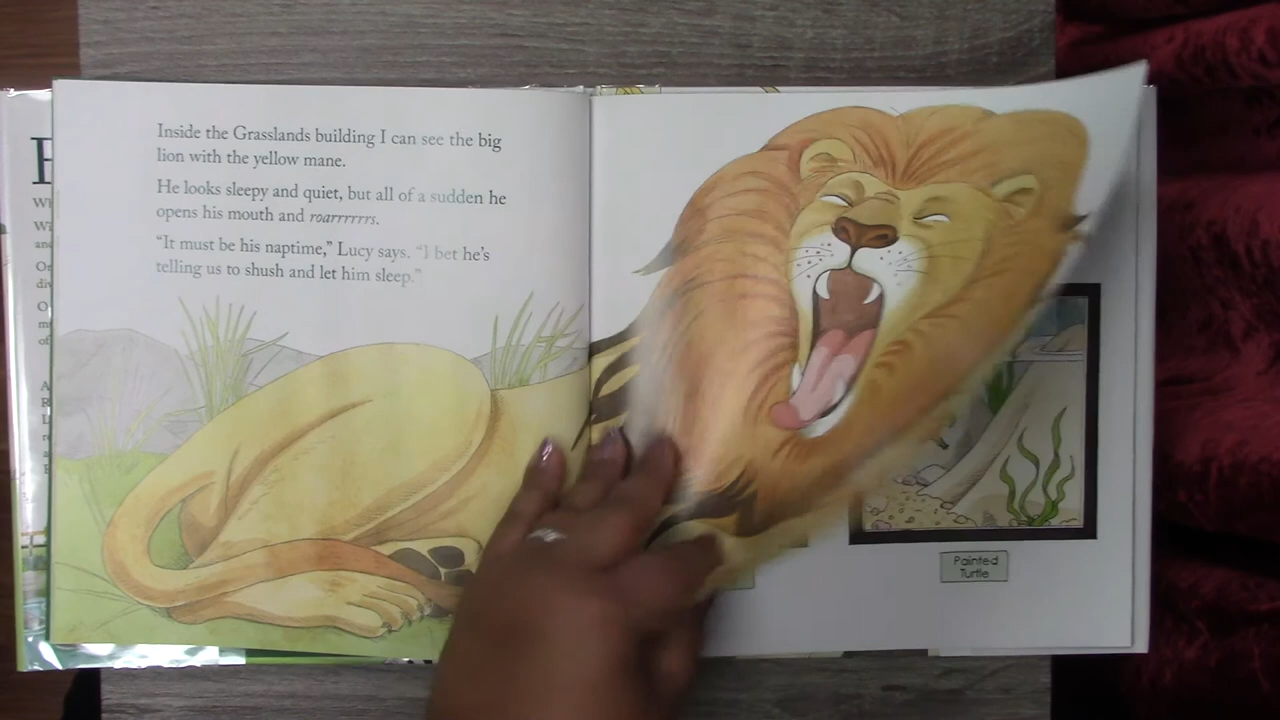 Inside the Grasslands building I can see the big
lion with the yellow mane.
He looks sleepy and quiet, but all of a sudden he
opens his mouth and roarrrrrrs.
“It must be his naptime,” Lucy says. “I bet he’s
telling us to shush and let him sleep.”
Painted
Turtle